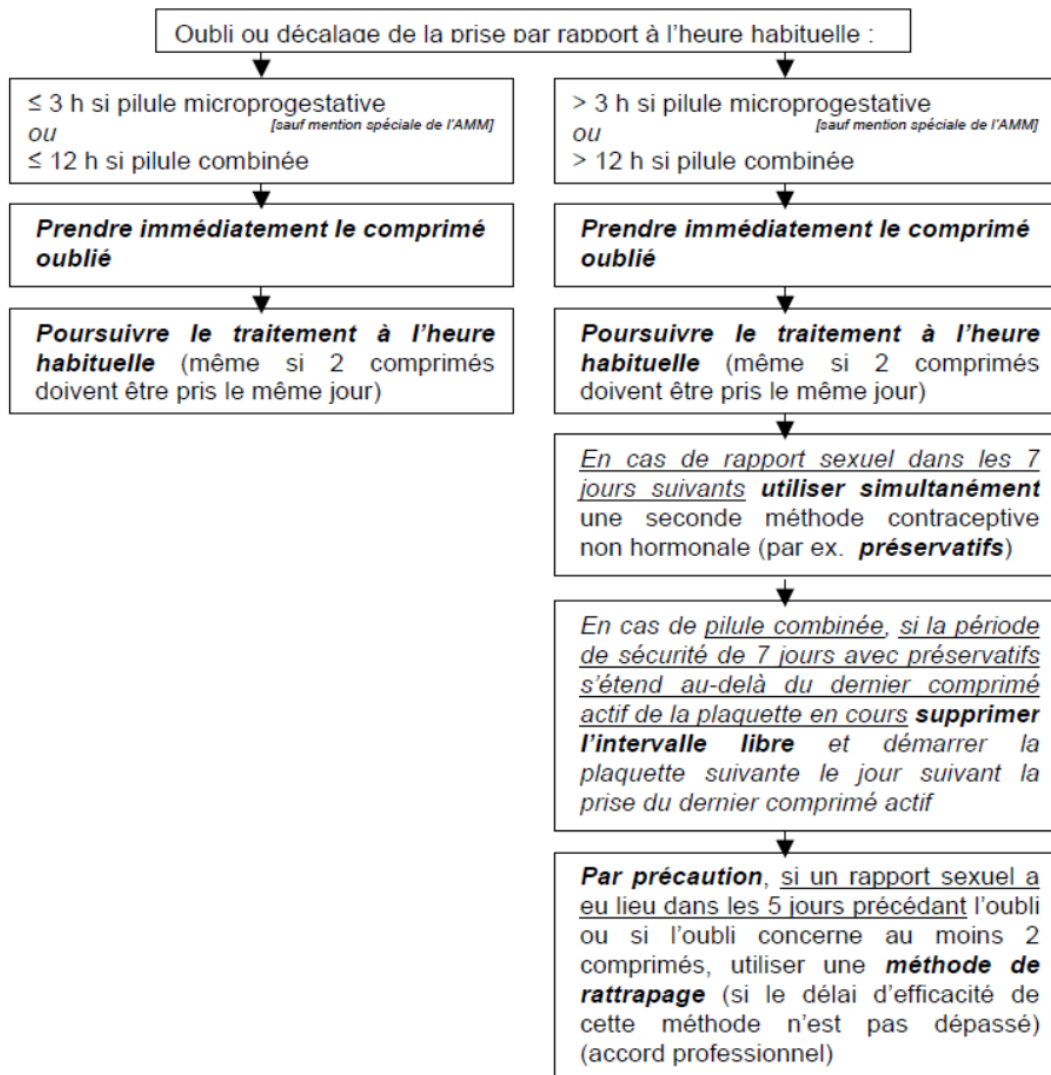 Oubli ou décalage de la prise par rapport à l'heure habituelle :
≤ 3 h si pilule microprogestative
[sauf mention spéciale de l'AMM]
ou
≤ 12 h si pilule combinée
Prendre immédiatement le comprimé
oublié
Poursuivre le traitement à l'heure
habituelle (même si 2 comprimés
doivent être pris le même jour)
> 3 h si pilule microprogestative
[sauf mention spéciale de l'AMM]
ou
> 12 h si pilule combinée
Prendre immédiatement le comprimé
oublié
Poursuivre le traitement à l'heure
habituelle (même si 2 comprimés
doivent être pris le même jour)
En cas de rapport sexuel dans les 7
jours suivants utiliser simultanément
une seconde méthode contraceptive
non hormonale (par ex. préservatifs)
En cas de pilule combinée, si la période
de sécurité de 7 jours avec préservatifs
s'étend au-delà du dernier comprimé
actif de la plaquette en cours supprimer
l'intervalle libre et démarrer la
plaquette suivante le jour suivant la
prise du dernier comprimé actif
Par précaution, si un rapport sexuel a
eu lieu dans les 5 jours précédant l'oubli
ou si l'oubli concerne au moins 2
comprimés, utiliser une méthode de
rattrapage (si le délai d'efficacité de
cette méthode n'est pas dépassé)
(accord professionnel)